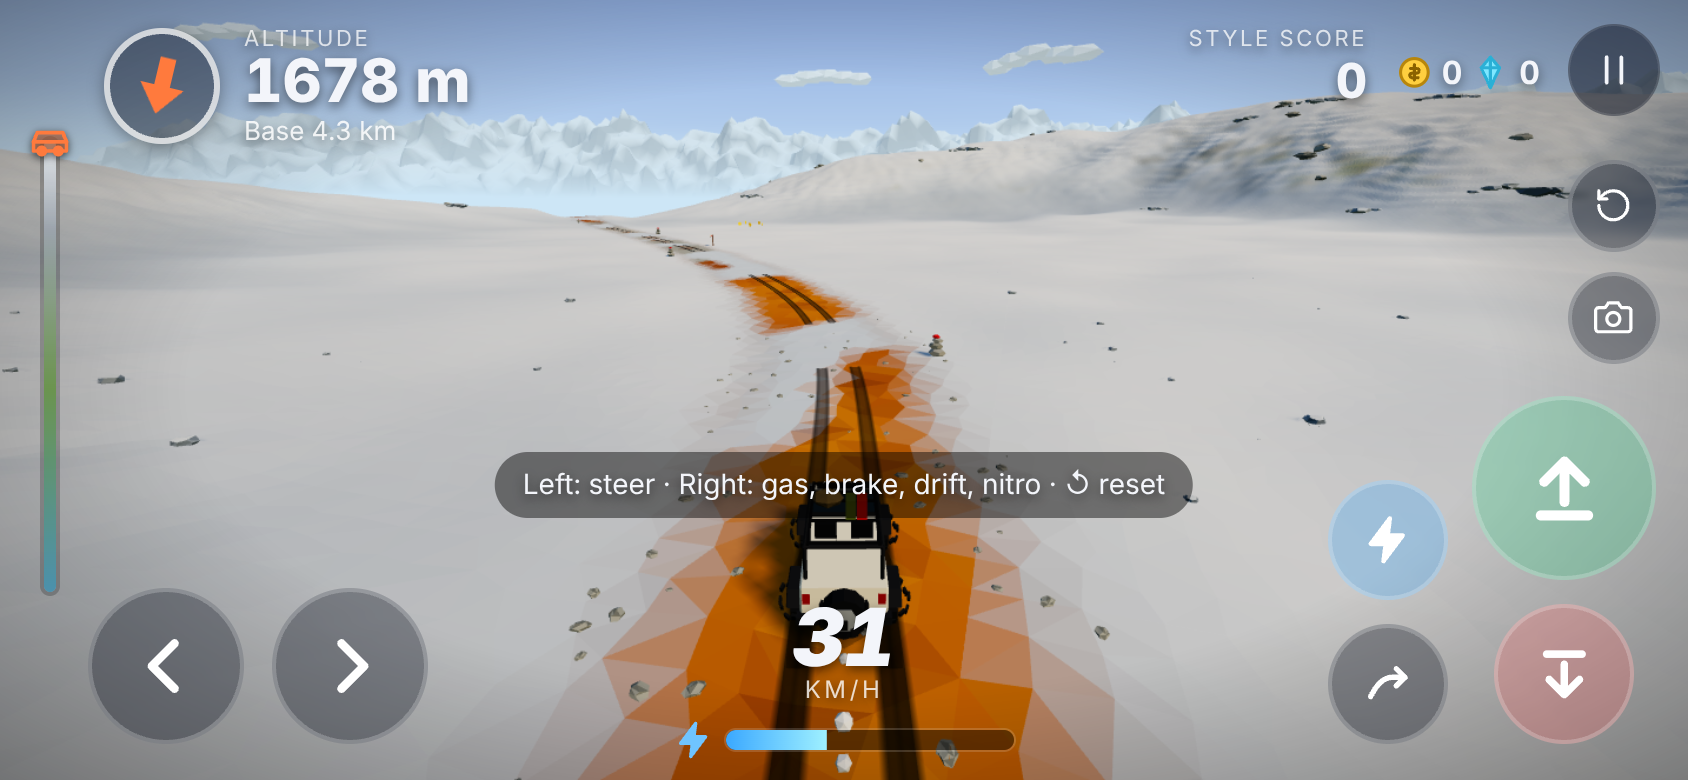 ALTITUDE
1678 m
Base 4.3 km
STYLE SCORE
0
0
0
Left: steer · Right: gas, brake, drift, nitro · ↺ reset
31
KM/H